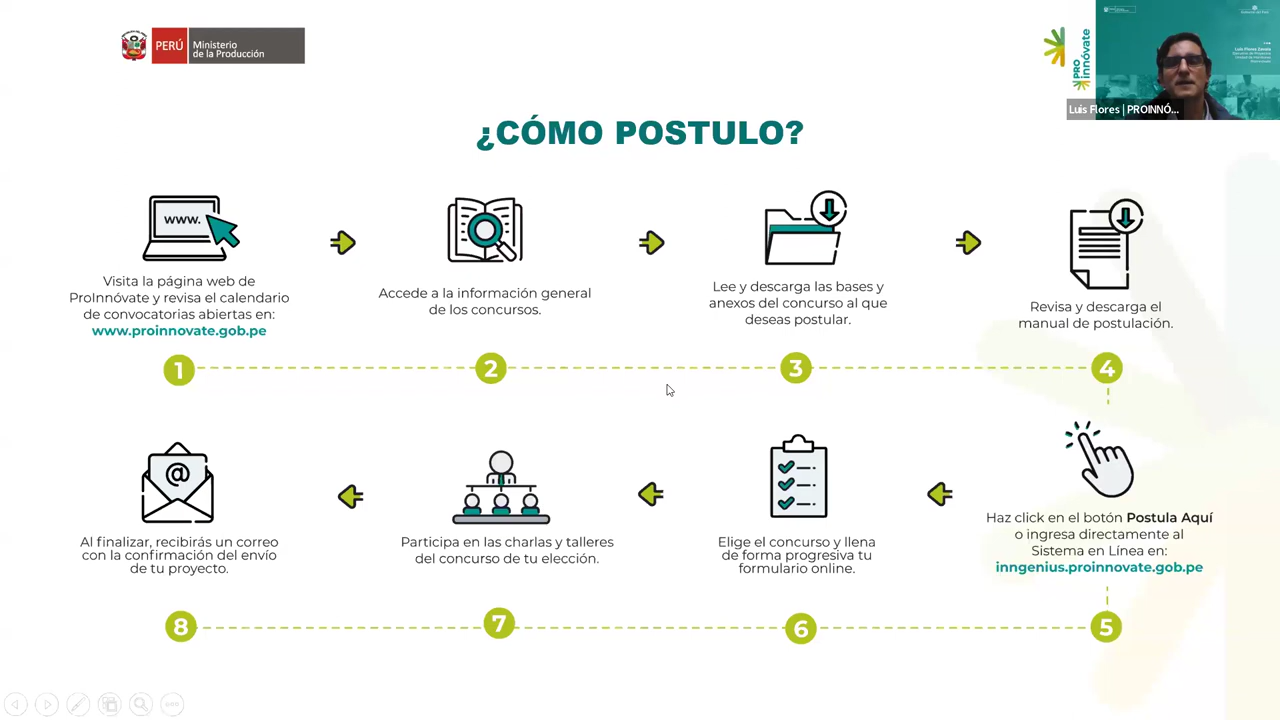 PERÚ
Ministerio
de la Producción
PRO
innóvate
Luis Flores Zavala
Luis Flores | PROINNÓ...
¿CÓMO POSTULO?
www.
Visita la página web de
ProInnóvate y revisa el calendario
de convocatorias abiertas en:
www.proinnovate.gob.pe
Accede a la información general
de los concursos.
Lee y descarga las bases y
anexos del concurso al que
deseas postular.
Revisa y descarga el
manual de postulación.
1
2
3
4
@
Al finalizar, recibirás un correo
con la confirmación del envío
de tu proyecto.
Participa en las charlas y talleres
del concurso de tu elección.
Elige el concurso y llena
de forma progresiva tu
formulario online.
Haz click en el botón Postula Aquí
o ingresa directamente al
Sistema en Línea en:
inngenius.proinnovate.gob.pe
8
7
6
5